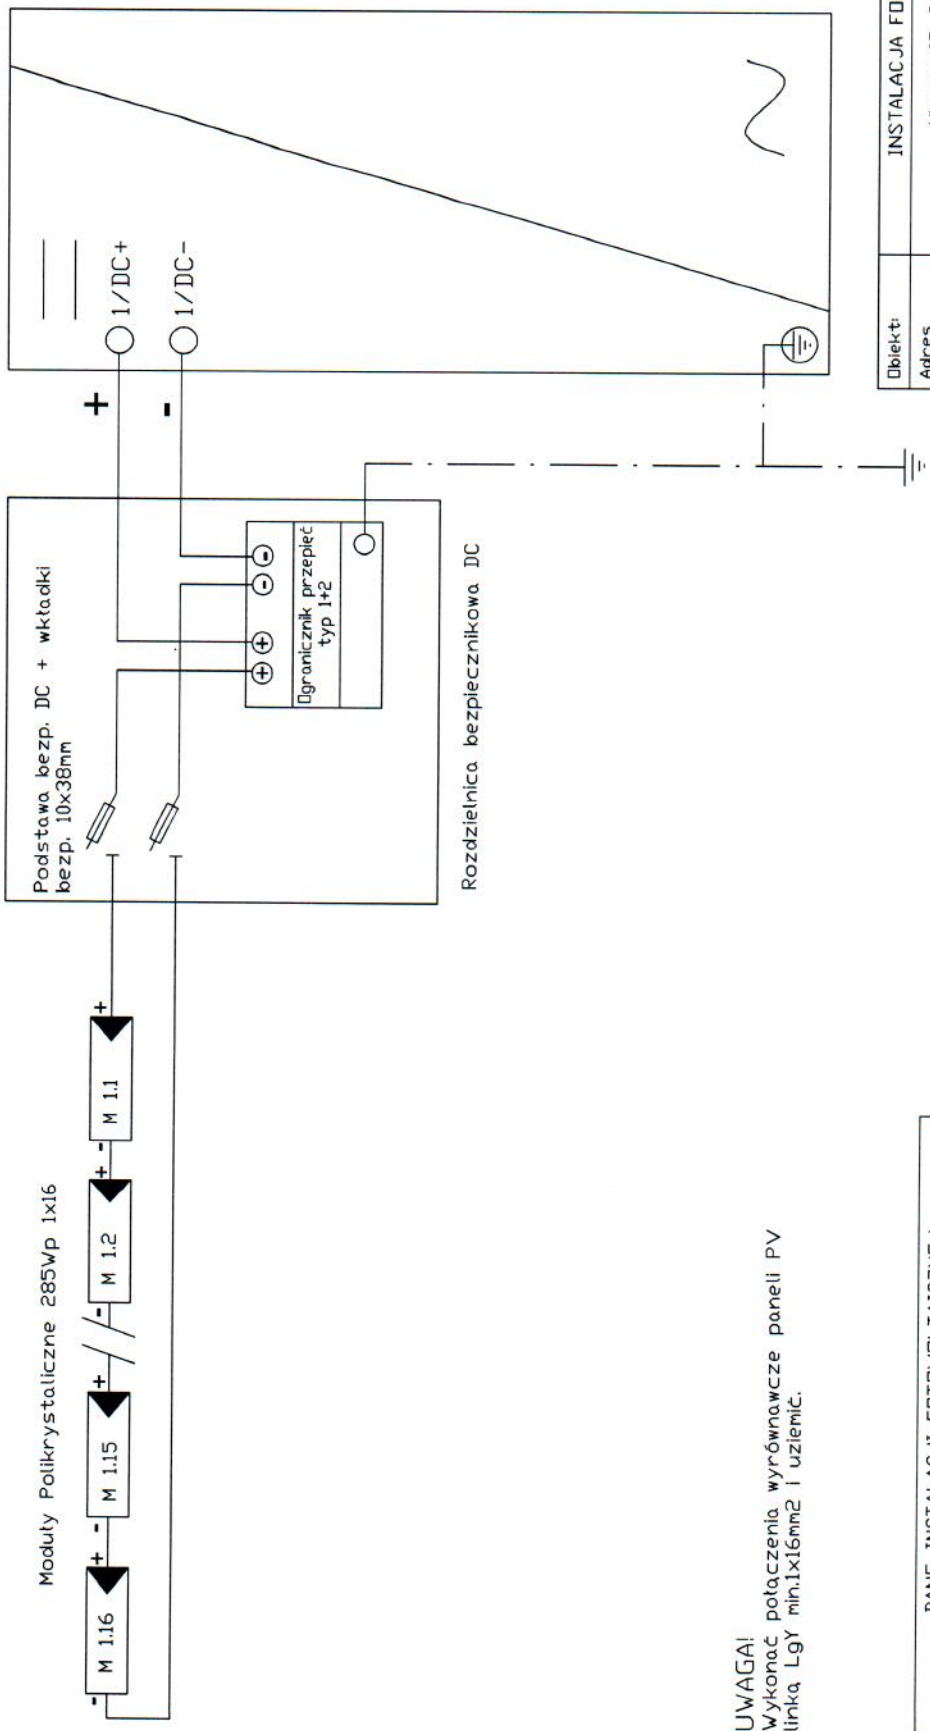 Moduły Polikrystaliczne 285Wp 1x16
- M 1.16 +
- M 1.15 +
- M 1.2 +
- M 1.1 +
Podstawa bezp. DC + wkładki
bezp. 10x38mm
+ + - -
Ogranicznik przepięć
typ 1+2
Rozdzielnica bezpiecznikowa DC
+
-
1/DC+
1/DC-
UWAGA!
Wykonać połączenia wyrównawcze paneli PV
linką LgY min.1x16mm2 i uziemić.
Obiekt:
INSTALACJA FO
Adres